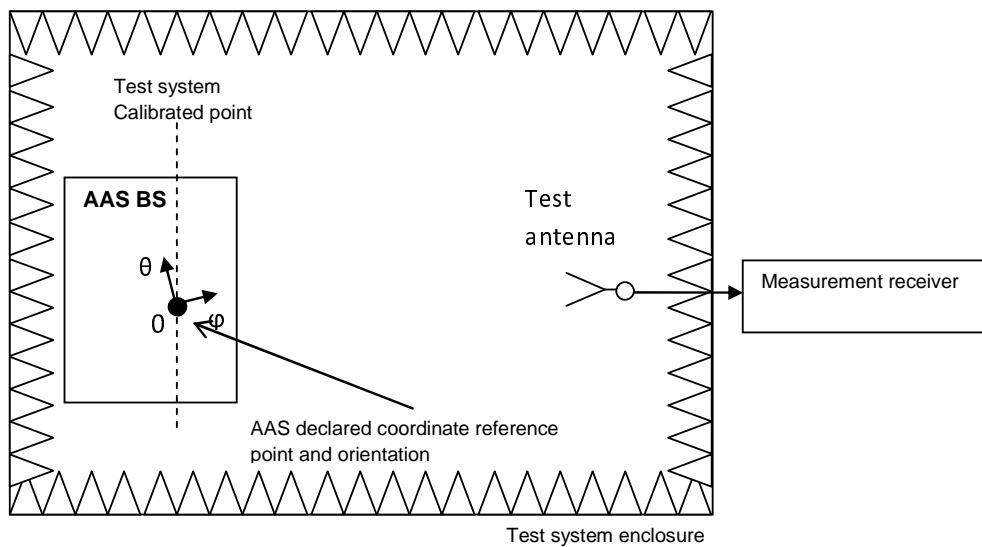 Test system
Calibrated point
AAS BS
Test
antenna
θ
Measurement receiver
0
φ
AAS declared coordinate reference
point and orientation
Test system enclosure